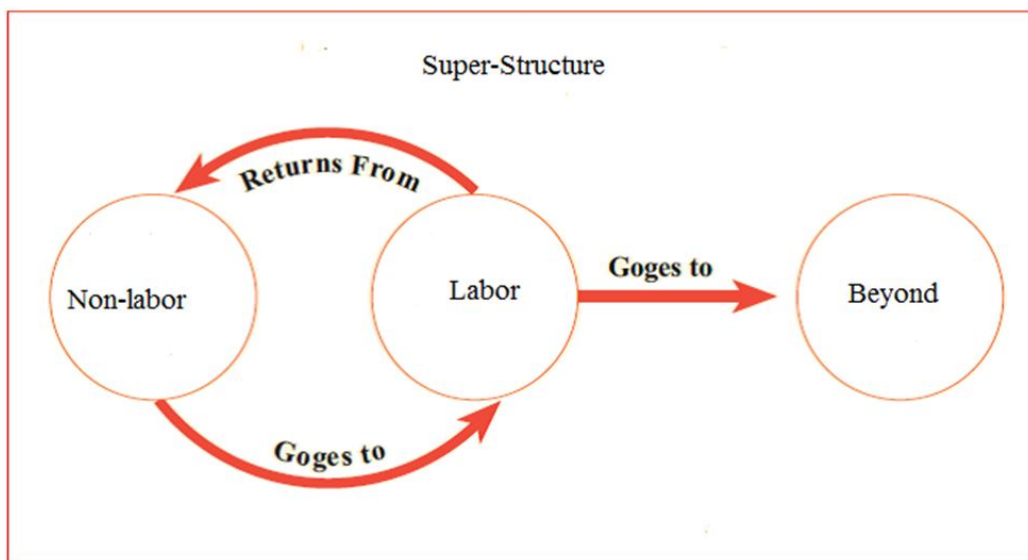 Super-Structure
Returns From
Non-labor
Labor
Goges to
Beyond
Goges to